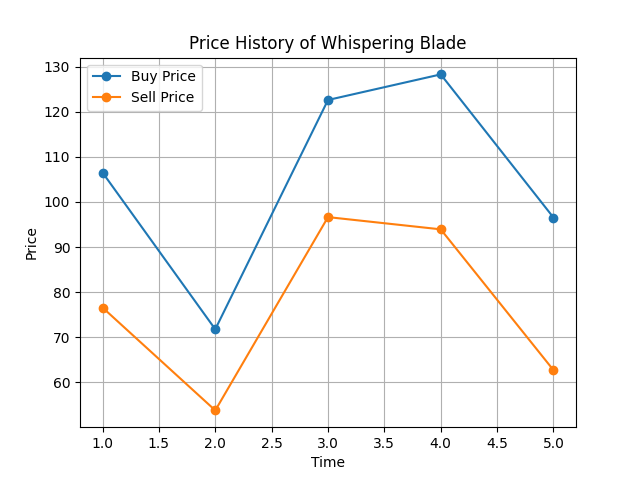 Price History of Whispering Blade
Buy Price
Sell Price
130
120
110
100
90
80
70
60
Price
1.0 1.5 2.0 2.5 3.0 3.5 4.0 4.5 5.0
Time